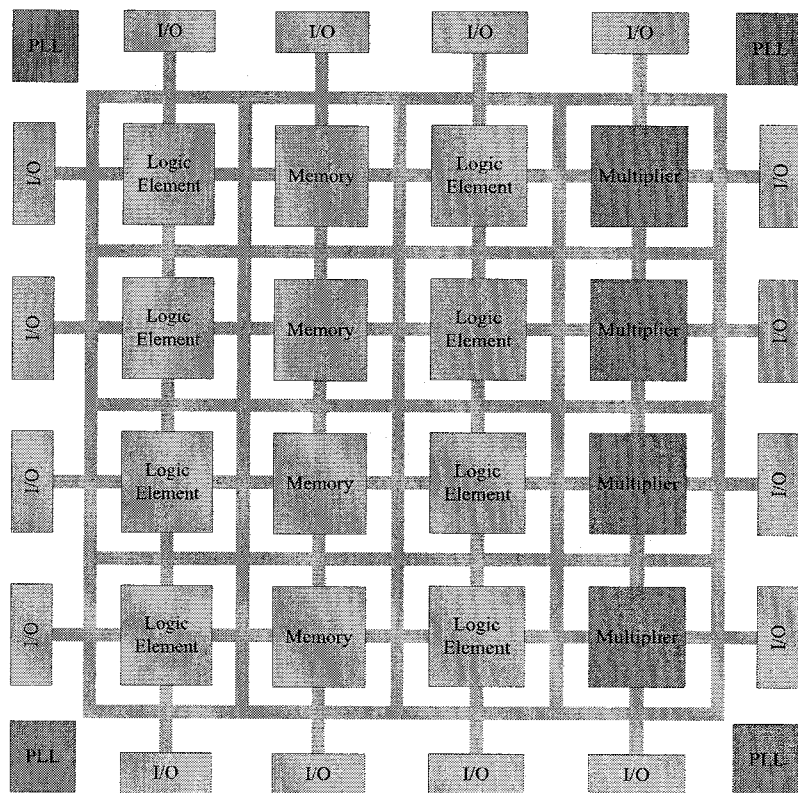 PLL
I/O
I/O
I/O
I/O
PLL
I/O
Logic
Element
Memory
Logic
Element
Multiplier
I/O
I/O
Logic
Element
Memory
Logic
Element
Multiplier
I/O
I/O
Logic
Element
Memory
Logic
Element
Multiplier
I/O
I/O
Logic
Element
Memory
Logic
Element
Multiplier
I/O
PLL
I/O
I/O
I/O
I/O
PLL